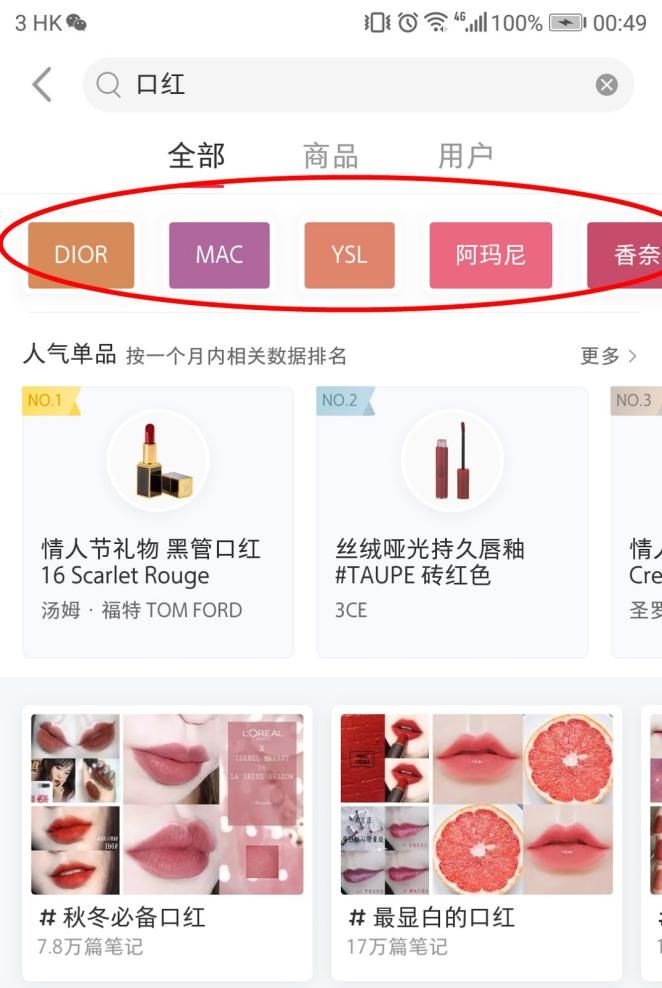 3 HK 4G 100% 00:49
口红
全部 商品 用户
DIOR MAC YSL 阿玛尼 香奈
人气单品 按一个月内相关数据排名 更多
NO.1 NO.2 NO.3
情人节礼物 黑管口红
16 Scarlet Rouge
汤姆·福特 TOM FORD
丝绒哑光持久唇釉
#TAUPE 砖红色
3CE
情人
Cre
圣罗
L'OREAL
X
ISABEL MARANT
LA SEINE SHADOW
# 秋冬必备口红
7.8万篇笔记
# 最显白的口红
17万篇笔记
#
1